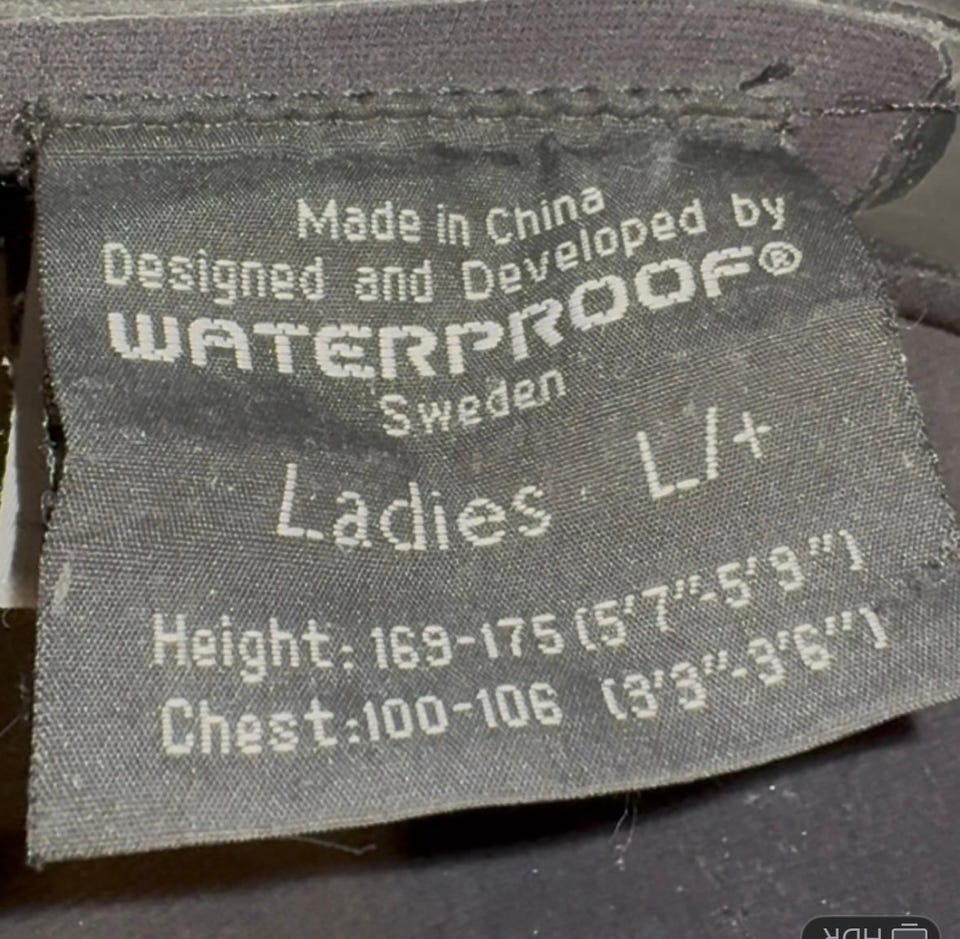 Made in China
Designed and Developed by
WATERPROOF®
Sweden
Ladies L/+
Height: 169-175 (5'7"-5'9")
Chest:100-106 (3'3"-3'6")